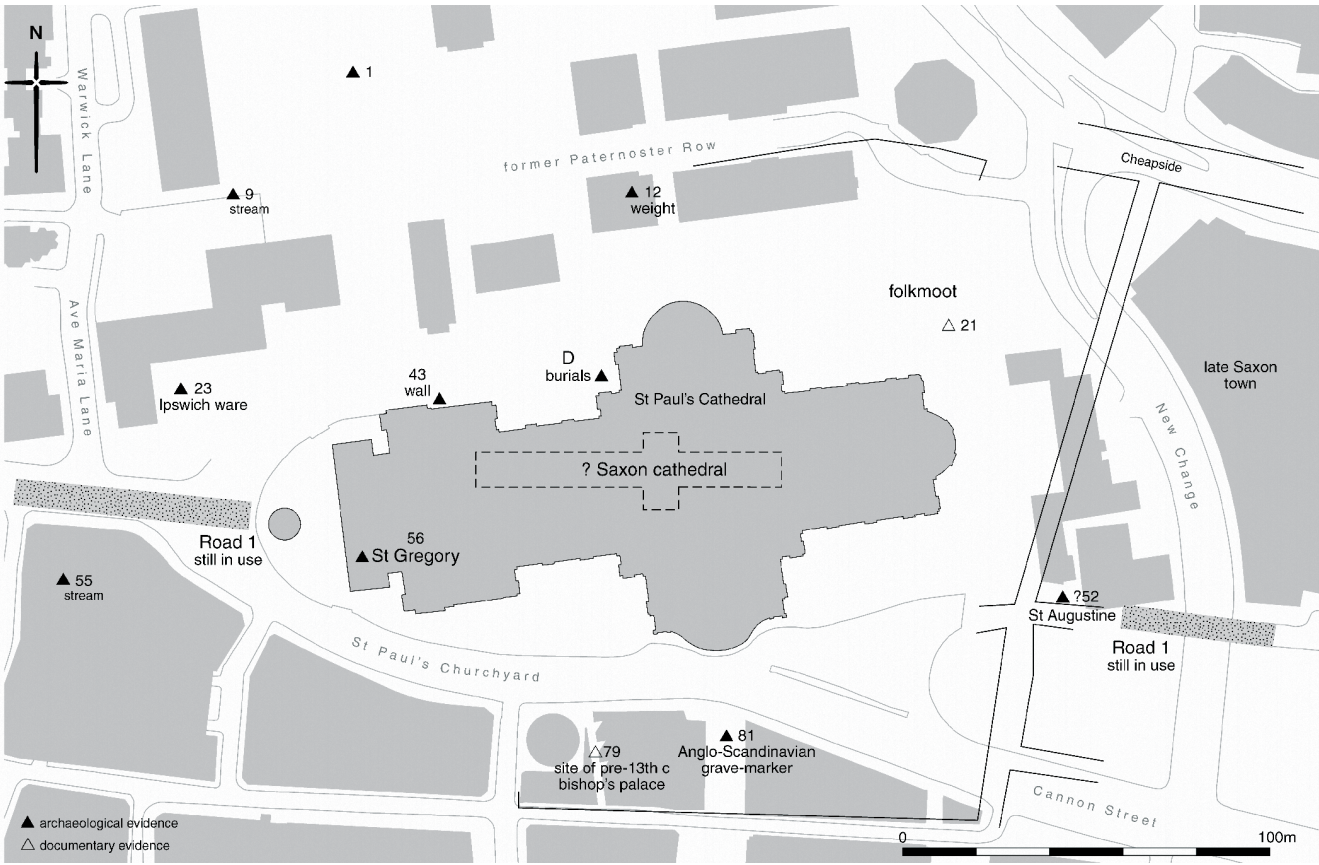 N
Warwick Lane
1
former Paternoster Row
Cheapside
9
stream
12
weight
folkmoot
21
Ave Maria Lane
23
Ipswich ware
43
wall
D
burials
St Paul's Cathedral
late Saxon
town
New Change
? Saxon cathedral
Road 1
still in use
56
St Gregory
55
stream
?52
St Augustine
Road 1
still in use
St Paul's Churchyard
79
site of pre-13th c
bishop's palace
81
Anglo-Scandinavian
grave-marker
Cannon Street
archaeological evidence
documentary evidence
0
100m